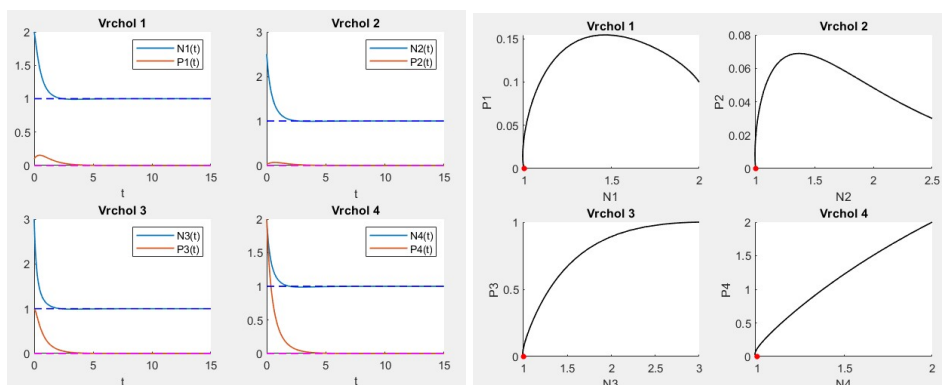 Vrchol 1
2
1.5
1
0.5
0
0
5
10
15
t
N1(t)
P1(t)
Vrchol 2
3
2
1
0
0
5
10
15
t
N2(t)
P2(t)
Vrchol 3
3
2
1
0
0
5
10
15
t
N3(t)
P3(t)
Vrchol 4
2
1.5
1
0.5
0
0
5
10
15
t
N4(t)
P4(t)
Vrchol 1
0.15
0.1
0.05
0
1
1.5
2
P1
N1
Vrchol 2
0.08
0.06
0.04
0.02
0
1
1.5
2
2.5
P2
N2
Vrchol 3
1
0.5
0
1
1.5
2
2.5
3
P3
N3
Vrchol 4
2
1.5
1
0.5
0
1
1.5
2
P4
N4